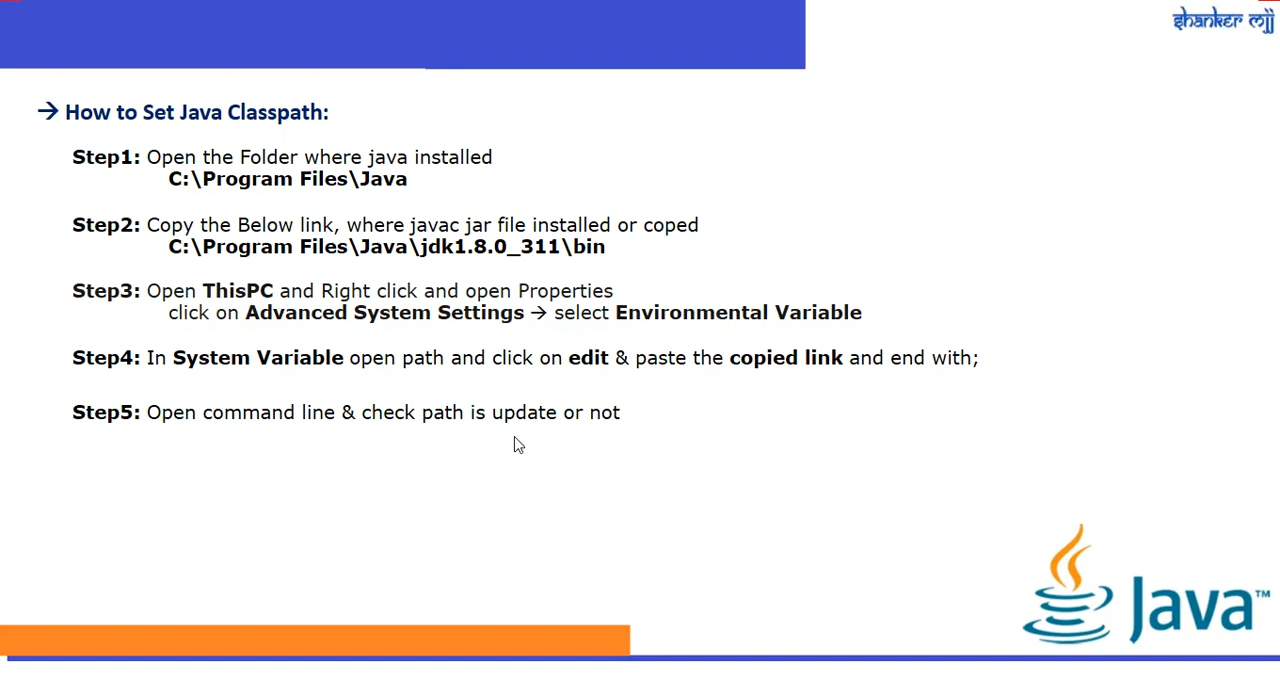 shanker mjj
→ How to Set Java Classpath:
Step1: Open the Folder where java installed
C:\Program Files\Java
Step2: Copy the Below link, where javac jar file installed or coped
C:\Program Files\Java\jdk1.8.0_311\bin
Step3: Open ThisPC and Right click and open Properties
click on Advanced System Settings → select Environmental Variable
Step4: In System Variable open path and click on edit & paste the copied link and end with;
Step5: Open command line & check path is update or not
Java™